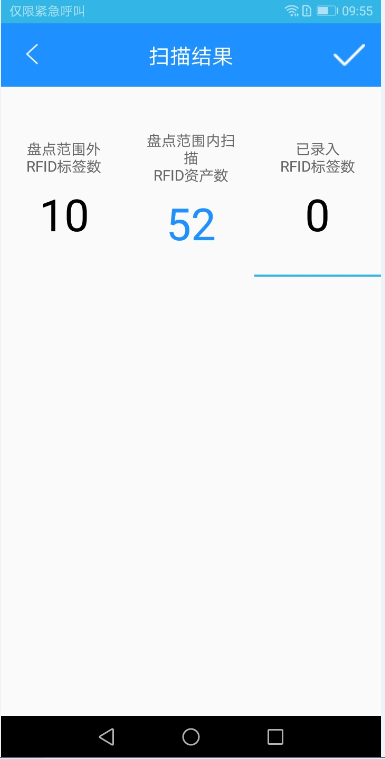 仅限紧急呼叫
09:55
扫描结果
盘点范围外
RFID标签数
10
盘点范围内扫
描
RFID资产数
52
已录入
RFID标签数
0